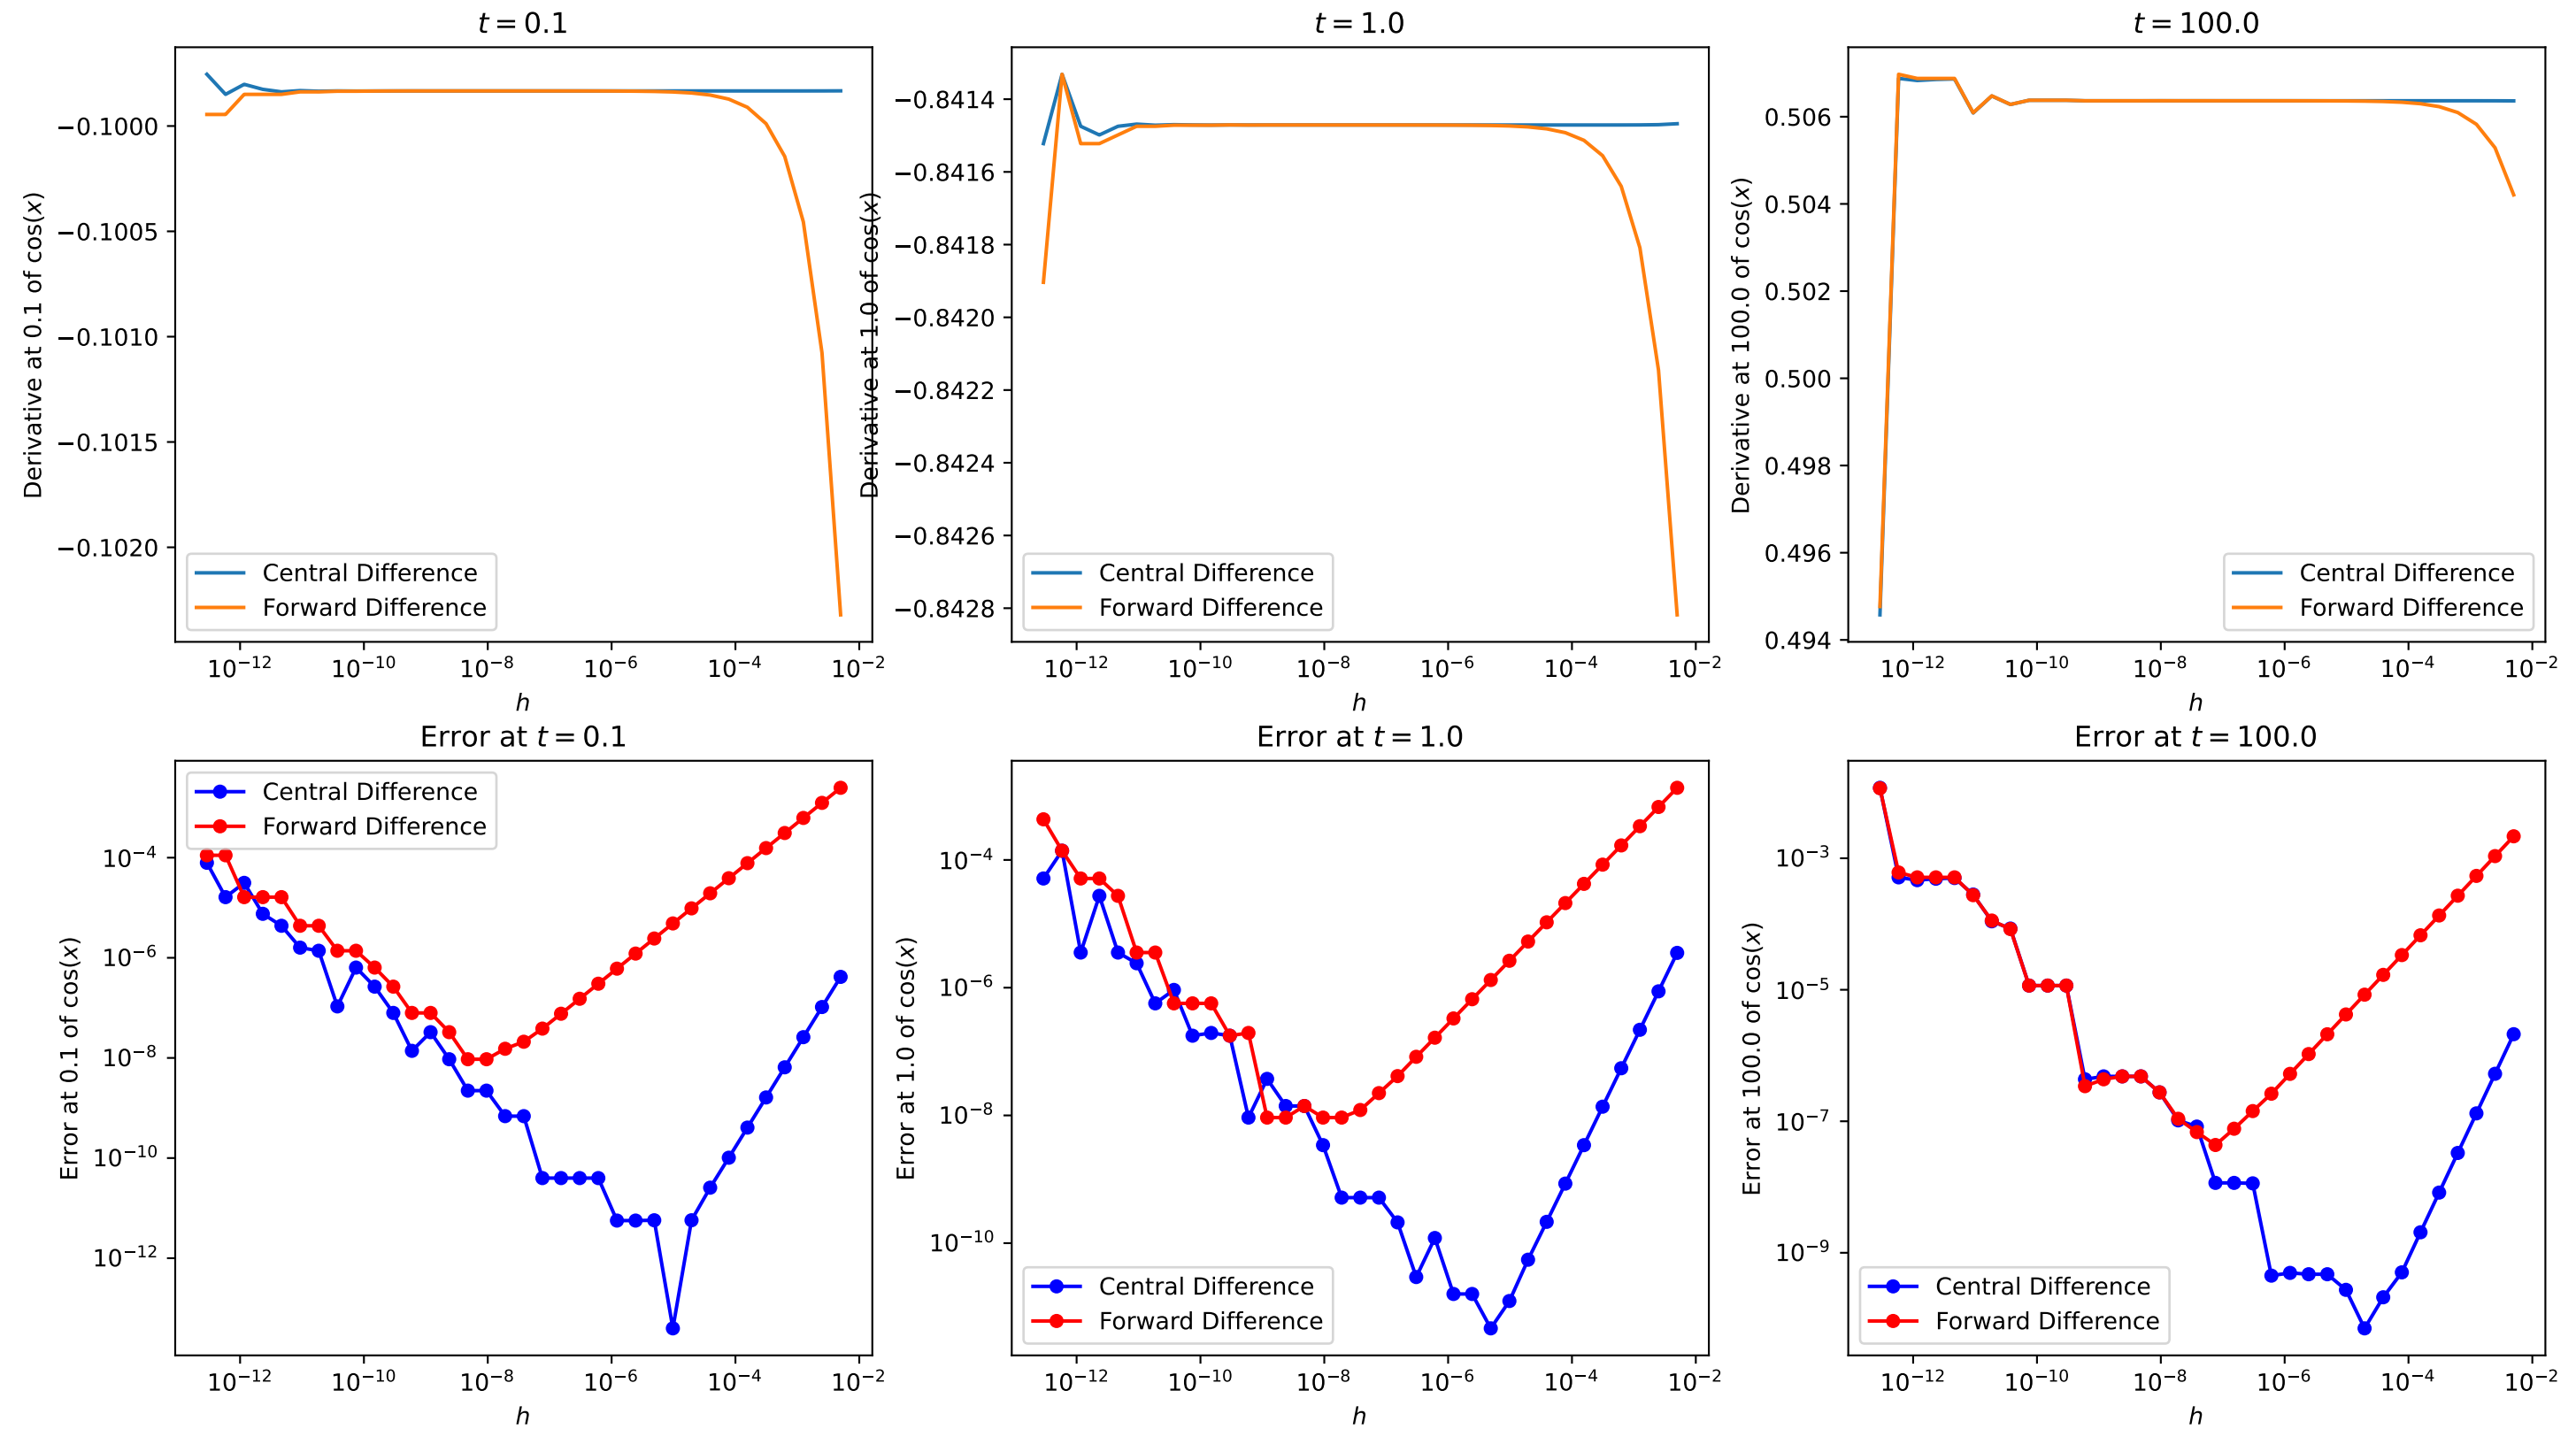 t = 0.1
Derivative at 0.1 of cos(x)
−0.1000
−0.1005
−0.1010
−0.1015
−0.1020
Central Difference
Forward Difference
10⁻¹² 10⁻¹⁰ 10⁻⁸ 10⁻⁶ 10⁻⁴ 10⁻²
h
t = 1.0
Derivative at 1.0 of cos(x)
−0.8414
−0.8416
−0.8418
−0.8420
−0.8422
−0.8424
−0.8426
−0.8428
Central Difference
Forward Difference
10⁻¹² 10⁻¹⁰ 10⁻⁸ 10⁻⁶ 10⁻⁴ 10⁻²
h
t = 100.0
Derivative at 100.0 of cos(x)
0.506
0.504
0.502
0.500
0.498
0.496
0.494
Central Difference
Forward Difference
10⁻¹² 10⁻¹⁰ 10⁻⁸ 10⁻⁶ 10⁻⁴ 10⁻²
h
Error at t = 0.1
Error at 0.1 of cos(x)
Central Difference
Forward Difference
10⁻⁴
10⁻⁶
10⁻⁸
10⁻¹⁰
10⁻¹²
10⁻¹² 10⁻¹⁰ 10⁻⁸ 10⁻⁶ 10⁻⁴ 10⁻²
h
Error at t = 1.0
Error at 1.0 of cos(x)
10⁻⁴
10⁻⁶
10⁻⁸
10⁻¹⁰
Central Difference
Forward Difference
10⁻¹² 10⁻¹⁰ 10⁻⁸ 10⁻⁶ 10⁻⁴ 10⁻²
h
Error at t = 100.0
Error at 100.0 of cos(x)
10⁻³
10⁻⁵
10⁻⁷
10⁻⁹
Central Difference
Forward Difference
10⁻¹² 10⁻¹⁰ 10⁻⁸ 10⁻⁶ 10⁻⁴ 10⁻²
h